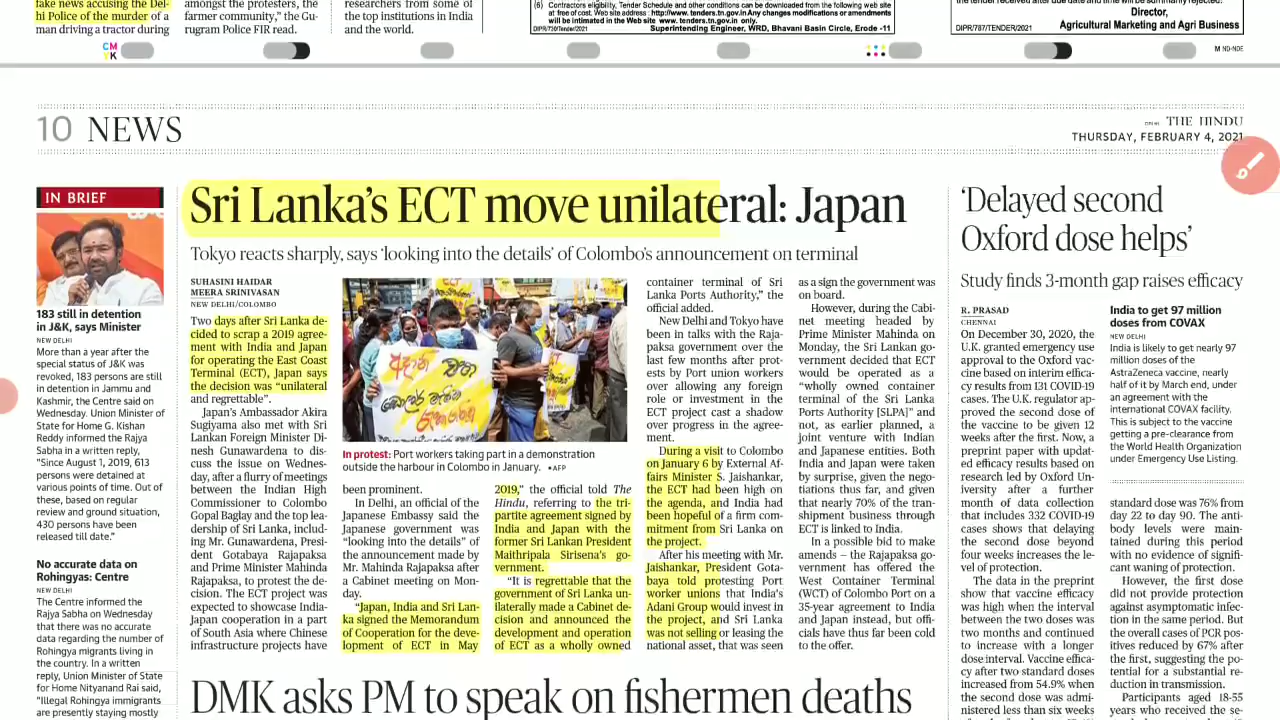 fake news accusing the Del-
hi Police of the murder of a
man driving a tractor during
amongst the protesters, the
farmer community,” the Gu-
rugram Police FIR read.
researchers from some of
the top institutions in India
and the world.
(6) Contractors eligibility, Tender Schedule and other conditions can be downloaded from the following web
site at free of cost, Web site address : http://www. tenders.tn.gov.in Any changes modifications or amendments
will be intimated in the Web site www. tenders.tn.gov.in only.
DIPR/730/TENDER/2021 Superintending Engineer, WRD, Bhavani Basin Circle, Erode -11
the tender received after due date and time will be summarily rejected.
Director,
Agricultural Marketing and Agri Business
DIPR/787/TENDER/2021
CM
YK
M ND-NDE
10 NEWS
THE HINDU
THURSDAY, FEBRUARY 4, 2021
IN BRIEF
183 still in detention
in J&K, says Minister
NEW DELHI
More than a year after the
special status of J&K was
revoked, 183 persons are still
in detention in Jammu and
Kashmir, the Centre said on
Wednesday. Union Minister of
State for Home G. Kishan
Reddy informed the Rajya
Sabha in a written reply,
“Since August 1, 2019, 613
persons were detained at
various points of time. Out of
these, based on regular
review and ground situation,
430 persons have been
released till date.”
No accurate data on
Rohingyas: Centre
NEW DELHI
The Centre informed the
Rajya Sabha on Wednesday
that there was no accurate
data regarding the number of
Rohingya migrants living in
the country. In a written
reply, Union Minister of State
for Home Nityanand Rai said,
“Illegal Rohingya immigrants
are presently staying mostly
Sri Lanka’s ECT move unilateral: Japan
Tokyo reacts sharply, says ‘looking into the details’ of Colombo’s announcement on terminal
SUHASINI HAIDAR
MEERA SRINIVASAN
NEW DELHI/COLOMBO
Two days after Sri Lanka de-
cided to scrap a 2019 agree-
ment with India and Japan
for operating the East Coast
Terminal (ECT), Japan says
the decision was “unilateral
and regrettable”.
Japan’s Ambassador Akira
Sugiyama also met with Sri
Lankan Foreign Minister Di-
nesh Gunawardena to dis-
cuss the issue on Wednes-
day, after a flurry of meetings
between the Indian High
Commissioner to Colombo
Gopal Baglay and the top lea-
dership of Sri Lanka, includ-
ing Mr. Gunawardena, Presi-
dent Gotabaya Rajapaksa
and Prime Minister Mahinda
Rajapaksa, to protest the de-
cision. The ECT project was
expected to showcase India-
Japan cooperation in a part
of South Asia where Chinese
infrastructure projects have
In protest: Port workers taking part in a demonstration
outside the harbour in Colombo in January. • AFP
been prominent.
In Delhi, an official of the
Japanese Embassy said the
Japanese government was
“looking into the details” of
the announcement made by
Mr. Mahinda Rajapaksa after
a Cabinet meeting on Mon-
day.
“Japan, India and Sri Lan-
ka signed the Memorandum
of Cooperation for the deve-
lopment of ECT in May
2019,” the official told The
Hindu, referring to the tri-
partite agreement signed by
India and Japan with the
former Sri Lankan President
Maithripala Sirisena’s go-
vernment.
“It is regrettable that the
government of Sri Lanka un-
ilaterally made a Cabinet de-
cision and announced the
development and operation
of ECT as a wholly owned
container terminal of Sri
Lanka Ports Authority,” the
official added.
New Delhi and Tokyo have
been in talks with the Raja-
paksa government over the
last few months after prot-
ests by Port union workers
over allowing any foreign
role or investment in the
ECT project cast a shadow
over progress in the agree-
ment.
During a visit to Colombo
on January 6 by External Af-
fairs Minister S. Jaishankar,
the ECT had been high on
the agenda, and India had
been hopeful of a firm com-
mitment from Sri Lanka on
the project.
After his meeting with Mr.
Jaishankar, President Gota-
baya told protesting Port
worker unions that India’s
Adani Group would invest in
the project, and Sri Lanka
was not selling or leasing the
national asset, that was seen
as a sign the government was
on board.
However, during the Cabi-
net meeting headed by
Prime Minister Mahinda on
Monday, the Sri Lankan go-
vernment decided that ECT
would be operated as a
“wholly owned container
terminal of the Sri Lanka
Ports Authority [SLPA]” and
not, as earlier planned, a
joint venture with Indian
and Japanese entities. Both
India and Japan were taken
by surprise, given the nego-
tiations thus far, and given
that nearly 70% of the tran-
shipment business through
ECT is linked to India.
In a possible bid to make
amends – the Rajapaksa go-
vernment has offered the
West Container Terminal
(WCT) of Colombo Port on a
35-year agreement to India
and Japan instead, but offi-
cials have thus far been cold
to the offer.
DMK asks PM to speak on fishermen deaths
‘Delayed second
Oxford dose helps’
Study finds 3-month gap raises efficacy
R. PRASAD
CHENNAI
On December 30, 2020, the
U.K. granted emergency use
approval to the Oxford vac-
cine based on interim effica-
cy results from 131 COVID-19
cases. The U.K. regulator ap-
proved the second dose of
the vaccine to be given 12
weeks after the first. Now, a
preprint paper with updat-
ed efficacy results based on
research led by Oxford Un-
iversity after a further
month of data collection
that includes 332 COVID-19
cases shows that delaying
the second dose beyond
four weeks increases the le-
vel of protection.
The data in the preprint
show that vaccine efficacy
was high when the interval
between the two doses was
two months and continued
to increase with a longer
dose interval. Vaccine effica-
cy after two standard doses
increased from 54.9% when
the second dose was admi-
nistered less than six weeks
India to get 97 million
doses from COVAX
NEW DELHI
India is likely to get nearly 97
million doses of the
AstraZeneca vaccine, nearly
half of it by March end, under
an agreement with the
international COVAX facility.
This is subject to the vaccine
getting a pre-clearance from
the World Health Organization
under Emergency Use Listing.
standard dose was 76% from
day 22 to day 90. The anti-
body levels were main-
tained during this period
with no evidence of signifi-
cant waning of protection.
However, the first dose
did not provide protection
against asymptomatic infec-
tion in the same period. But
the overall cases of PCR pos-
itives reduced by 67% after
the first, suggesting the po-
tential for a substantial re-
duction in transmission.
Participants aged 18-55
years who received the se-